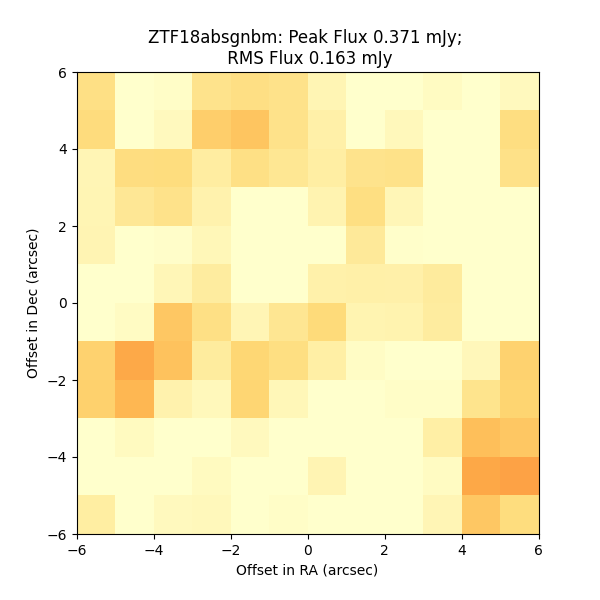 ZTF18absgnbm: Peak Flux 0.371 mJy;
RMS Flux 0.163 mJy
6
4
2
0
−2
−4
−6
Offset in Dec (arcsec)
−6 −4 −2 0 2 4 6
Offset in RA (arcsec)